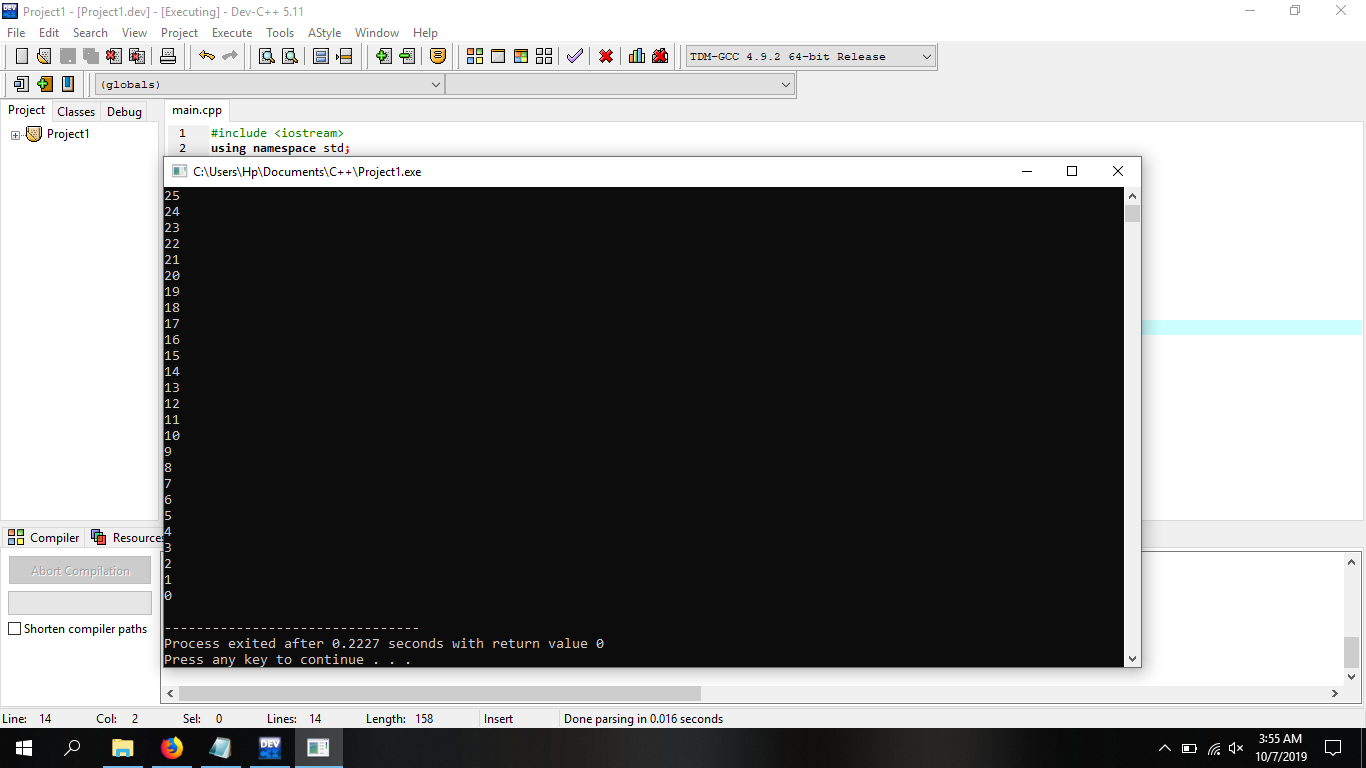 Project1 - [Project1.dev] - [Executing] - Dev-C++ 5.11
File Edit Search View Project Execute Tools AStyle Window Help
TDM-GCC 4.9.2 64-bit Release
(globals)
Project Classes Debug main.cpp
Project1
1 #include <iostream>
2 using namespace std;
C:\Users\Hp\Documents\C++\Project1.exe
25
24
23
22
21
20
19
18
17
16
15
14
13
12
11
10
9
8
7
6
5
4
3
2
1
0
--------------------------------
Process exited after 0.2227 seconds with return value 0
Press any key to continue . . .
Compiler Resources
Abort Compilation
Shorten compiler paths
Line: 14 Col: 2 Sel: 0 Lines: 14 Length: 158 Insert Done parsing in 0.016 seconds
DEV
3:55 AM
10/7/2019